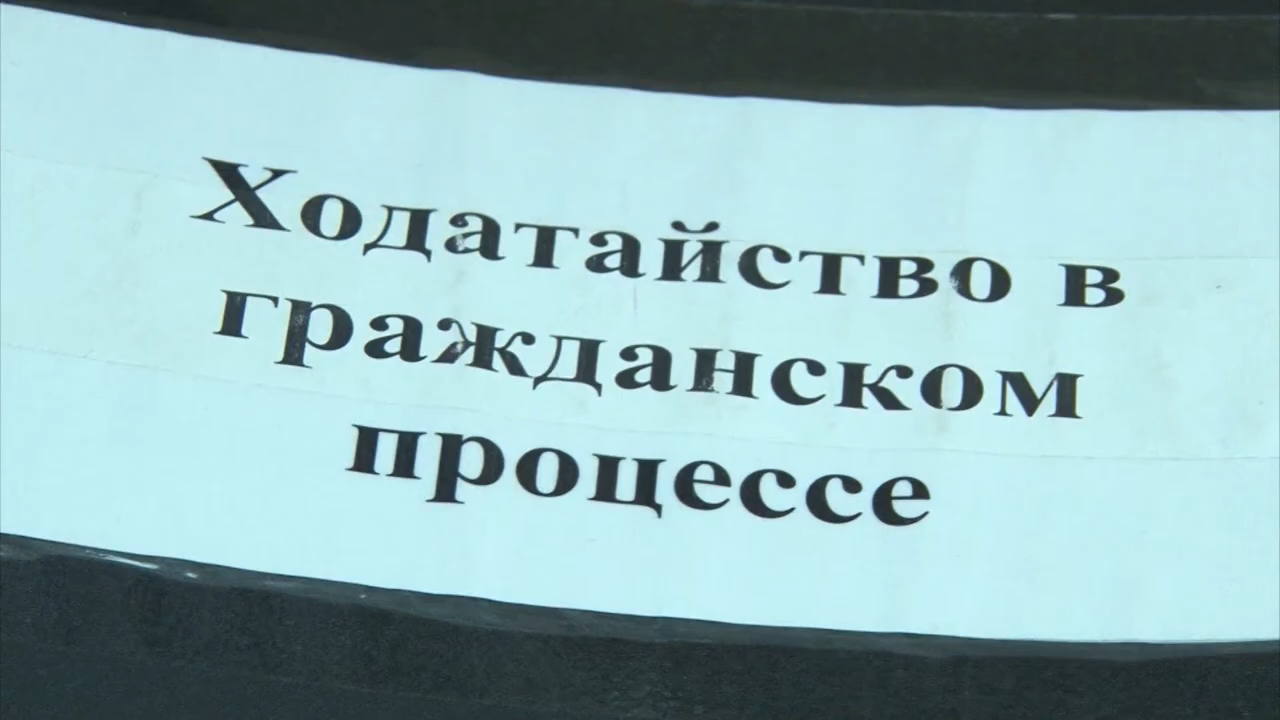 Ходатайство в
гражданском
процессе